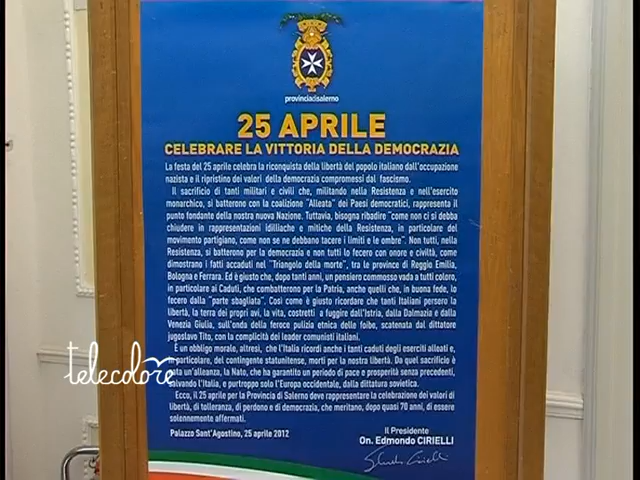 provinciadisalerno
25 APRILE
CELEBRARE LA VITTORIA DELLA DEMOCRAZIA
La festa del 25 aprile celebra la riconquista della libertà del popolo italiano dall'occupazione
nazista e il ripristino dei valori della democrazia compromessi dal fascismo.
Il sacrificio di tanti militari e civili che, militando nella Resistenza e nell'esercito
monarchico, si batterono con la coalizione "Alleata" dei Paesi democratici, rappresenta il
punto fondante della nostra nuova Nazione. Tuttavia, bisogna ribadire "come non ci si debba
chiudere in rappresentazioni idilliache e mitiche della Resistenza, in particolare del
movimento partigiano, come non se ne debbano tacere i limiti e le ombre". Non tutti, nella
Resistenza, si batterono per la democrazia e non tutti lo fecero con onore e civiltà, come
dimostrano i fatti accaduti nel "Triangolo della morte", tra le province di Reggio Emilia,
Bologna e Ferrara. Ed è giusto che, dopo tanti anni, un pensiero commosso vada a tutti coloro,
in particolare ai Caduti, che combatterono per la Patria, anche quelli che, in buona fede, lo
fecero dalla "parte sbagliata". Così come è giusto ricordare che tanti Italiani persero la
libertà, la terra dei propri avi, la vita, costretti a fuggire dall'Istria, dalla Dalmazia e dalla
Venezia Giulia, sull'onda della feroce pulizia etnica delle foibe, scatenata dal dittatore
jugoslavo Tito, con la complicità dei leader comunisti italiani.
È un obbligo morale, altresì, che l'Italia ricordi anche i tanti caduti degli eserciti alleati e,
in particolare, del contingente statunitense, morti per la nostra libertà. Da quel sacrificio è
nata un'alleanza, la Nato, che ha garantito un periodo di pace e prosperità senza precedenti,
salvando l'Italia, e purtroppo solo l'Europa occidentale, dalla dittatura sovietica.
Ecco, il 25 aprile per la Provincia di Salerno deve rappresentare la celebrazione dei valori di
libertà, di tolleranza, di perdono e di democrazia, che meritano, dopo quasi 70 anni, di essere
solennemente affermati.
Palazzo Sant'Agostino, 25 aprile 2012
Il Presidente
On. Edmondo CIRIELLI
telecolore